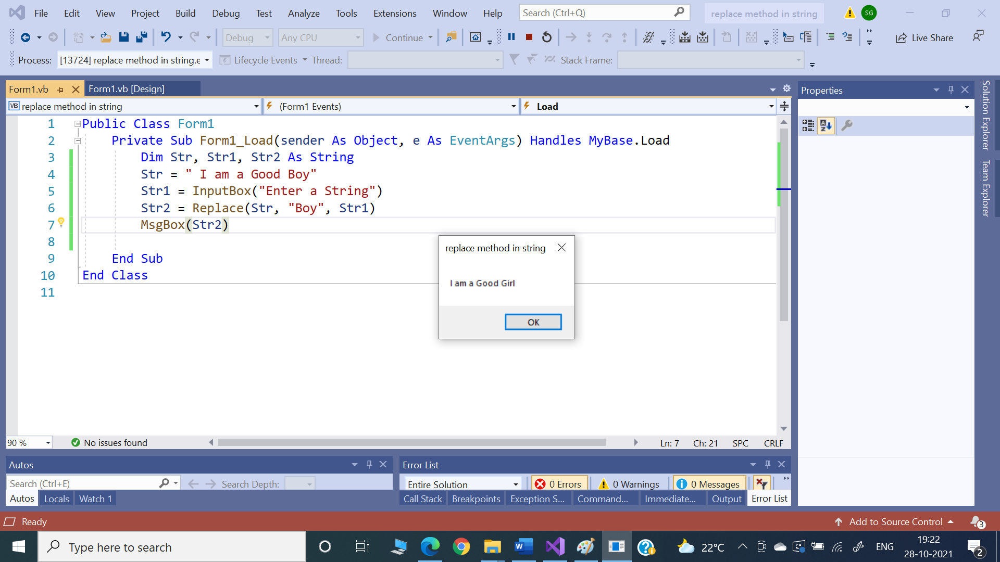 File Edit View Project Build Debug Test Analyze Tools Extensions Window Help Search (Ctrl+Q) replace method in string SG
Debug Any CPU Continue Live Share
Process: [13724] replace method in string.e Lifecycle Events Thread: Stack Frame:
Form1.vb Form1.vb [Design]
VB replace method in string (Form1 Events) Load
1 Public Class Form1
2 Private Sub Form1_Load(sender As Object, e As EventArgs) Handles MyBase.Load
3 Dim Str, Str1, Str2 As String
4 Str = " I am a Good Boy"
5 Str1 = InputBox("Enter a String")
6 Str2 = Replace(Str, "Boy", Str1)
7 MsgBox(Str2)
8
9 End Sub
10 End Class
11
replace method in string
I am a Good Girl
OK
90 % No issues found Ln: 7 Ch: 21 SPC CRLF
Properties
Solution Explorer
Team Explorer
Autos
Search (Ctrl+E) Search Depth:
Autos Locals Watch 1
Error List
Entire Solution 0 Errors 0 Warnings 0 Messages
Call Stack Breakpoints Exception S... Command... Immediate... Output Error List
Ready Add to Source Control 3
Type here to search 22°C ENG 19:22
28-10-2021 2